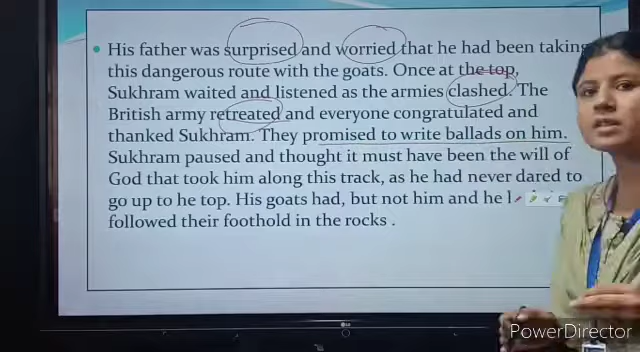 His father was surprised and worried that he had been taking
this dangerous route with the goats. Once at the top,
Sukhram waited and listened as the armies clashed. The
British army retreated and everyone congratulated and
thanked Sukhram. They promised to write ballads on him.
Sukhram paused and thought it must have been the will of
God that took him along this track, as he had never dared to
go up to he top. His goats had, but not him and he
followed their foothold in the rocks .
LG
PowerDirector